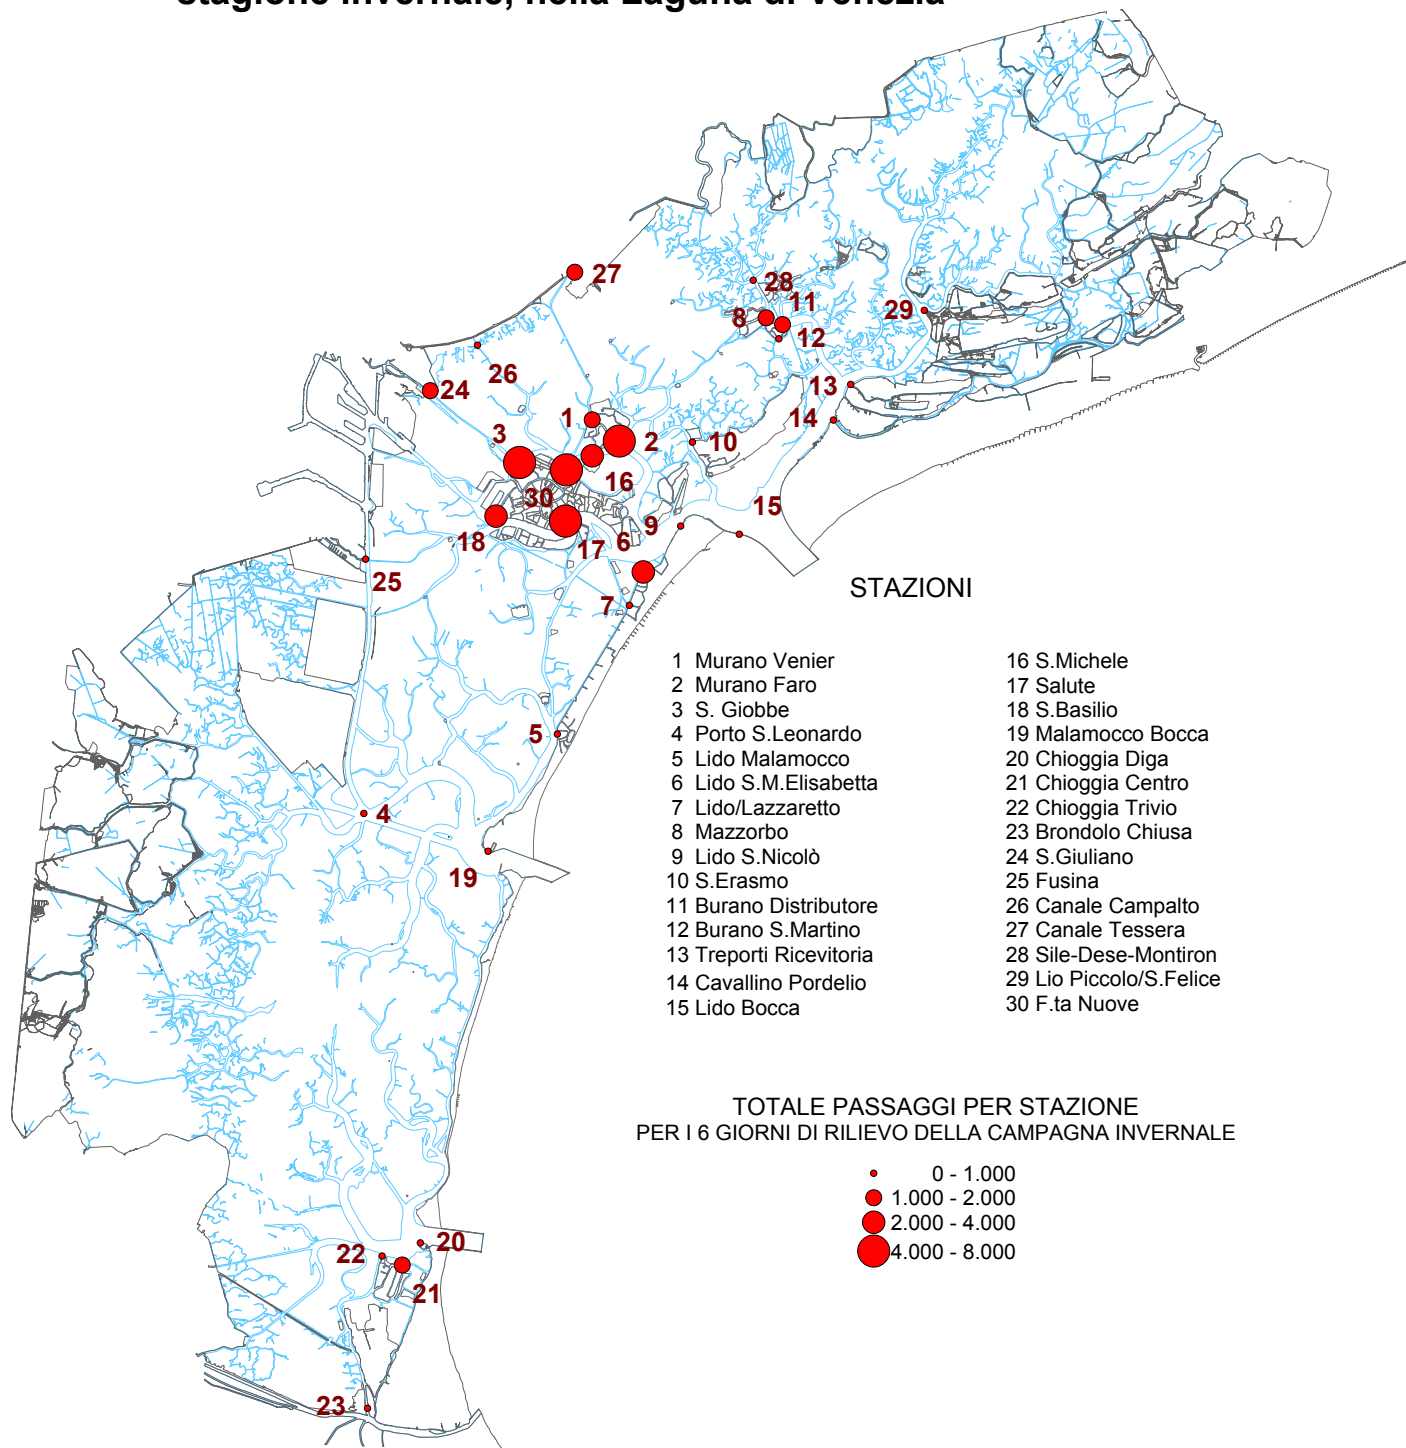 stagione invernale, nella Laguna di Venezia
27
28
11
8
29
12
26
24
13
1
14
3
2
10
16
30
15
9
18
17
6
25
7
5
4
19
22
20
21
23
STAZIONI
1 Murano Venier
2 Murano Faro
3 S. Giobbe
4 Porto S.Leonardo
5 Lido Malamocco
6 Lido S.M.Elisabetta
7 Lido/Lazzaretto
8 Mazzorbo
9 Lido S.Nicolò
10 S.Erasmo
11 Burano Distributore
12 Burano S.Martino
13 Treporti Ricevitoria
14 Cavallino Pordelio
15 Lido Bocca
16 S.Michele
17 Salute
18 S.Basilio
19 Malamocco Bocca
20 Chioggia Diga
21 Chioggia Centro
22 Chioggia Trivio
23 Brondolo Chiusa
24 S.Giuliano
25 Fusina
26 Canale Campalto
27 Canale Tessera
28 Sile-Dese-Montiron
29 Lio Piccolo/S.Felice
30 F.ta Nuove
TOTALE PASSAGGI PER STAZIONE
PER I 6 GIORNI DI RILIEVO DELLA CAMPAGNA INVERNALE
0 - 1.000
1.000 - 2.000
2.000 - 4.000
4.000 - 8.000